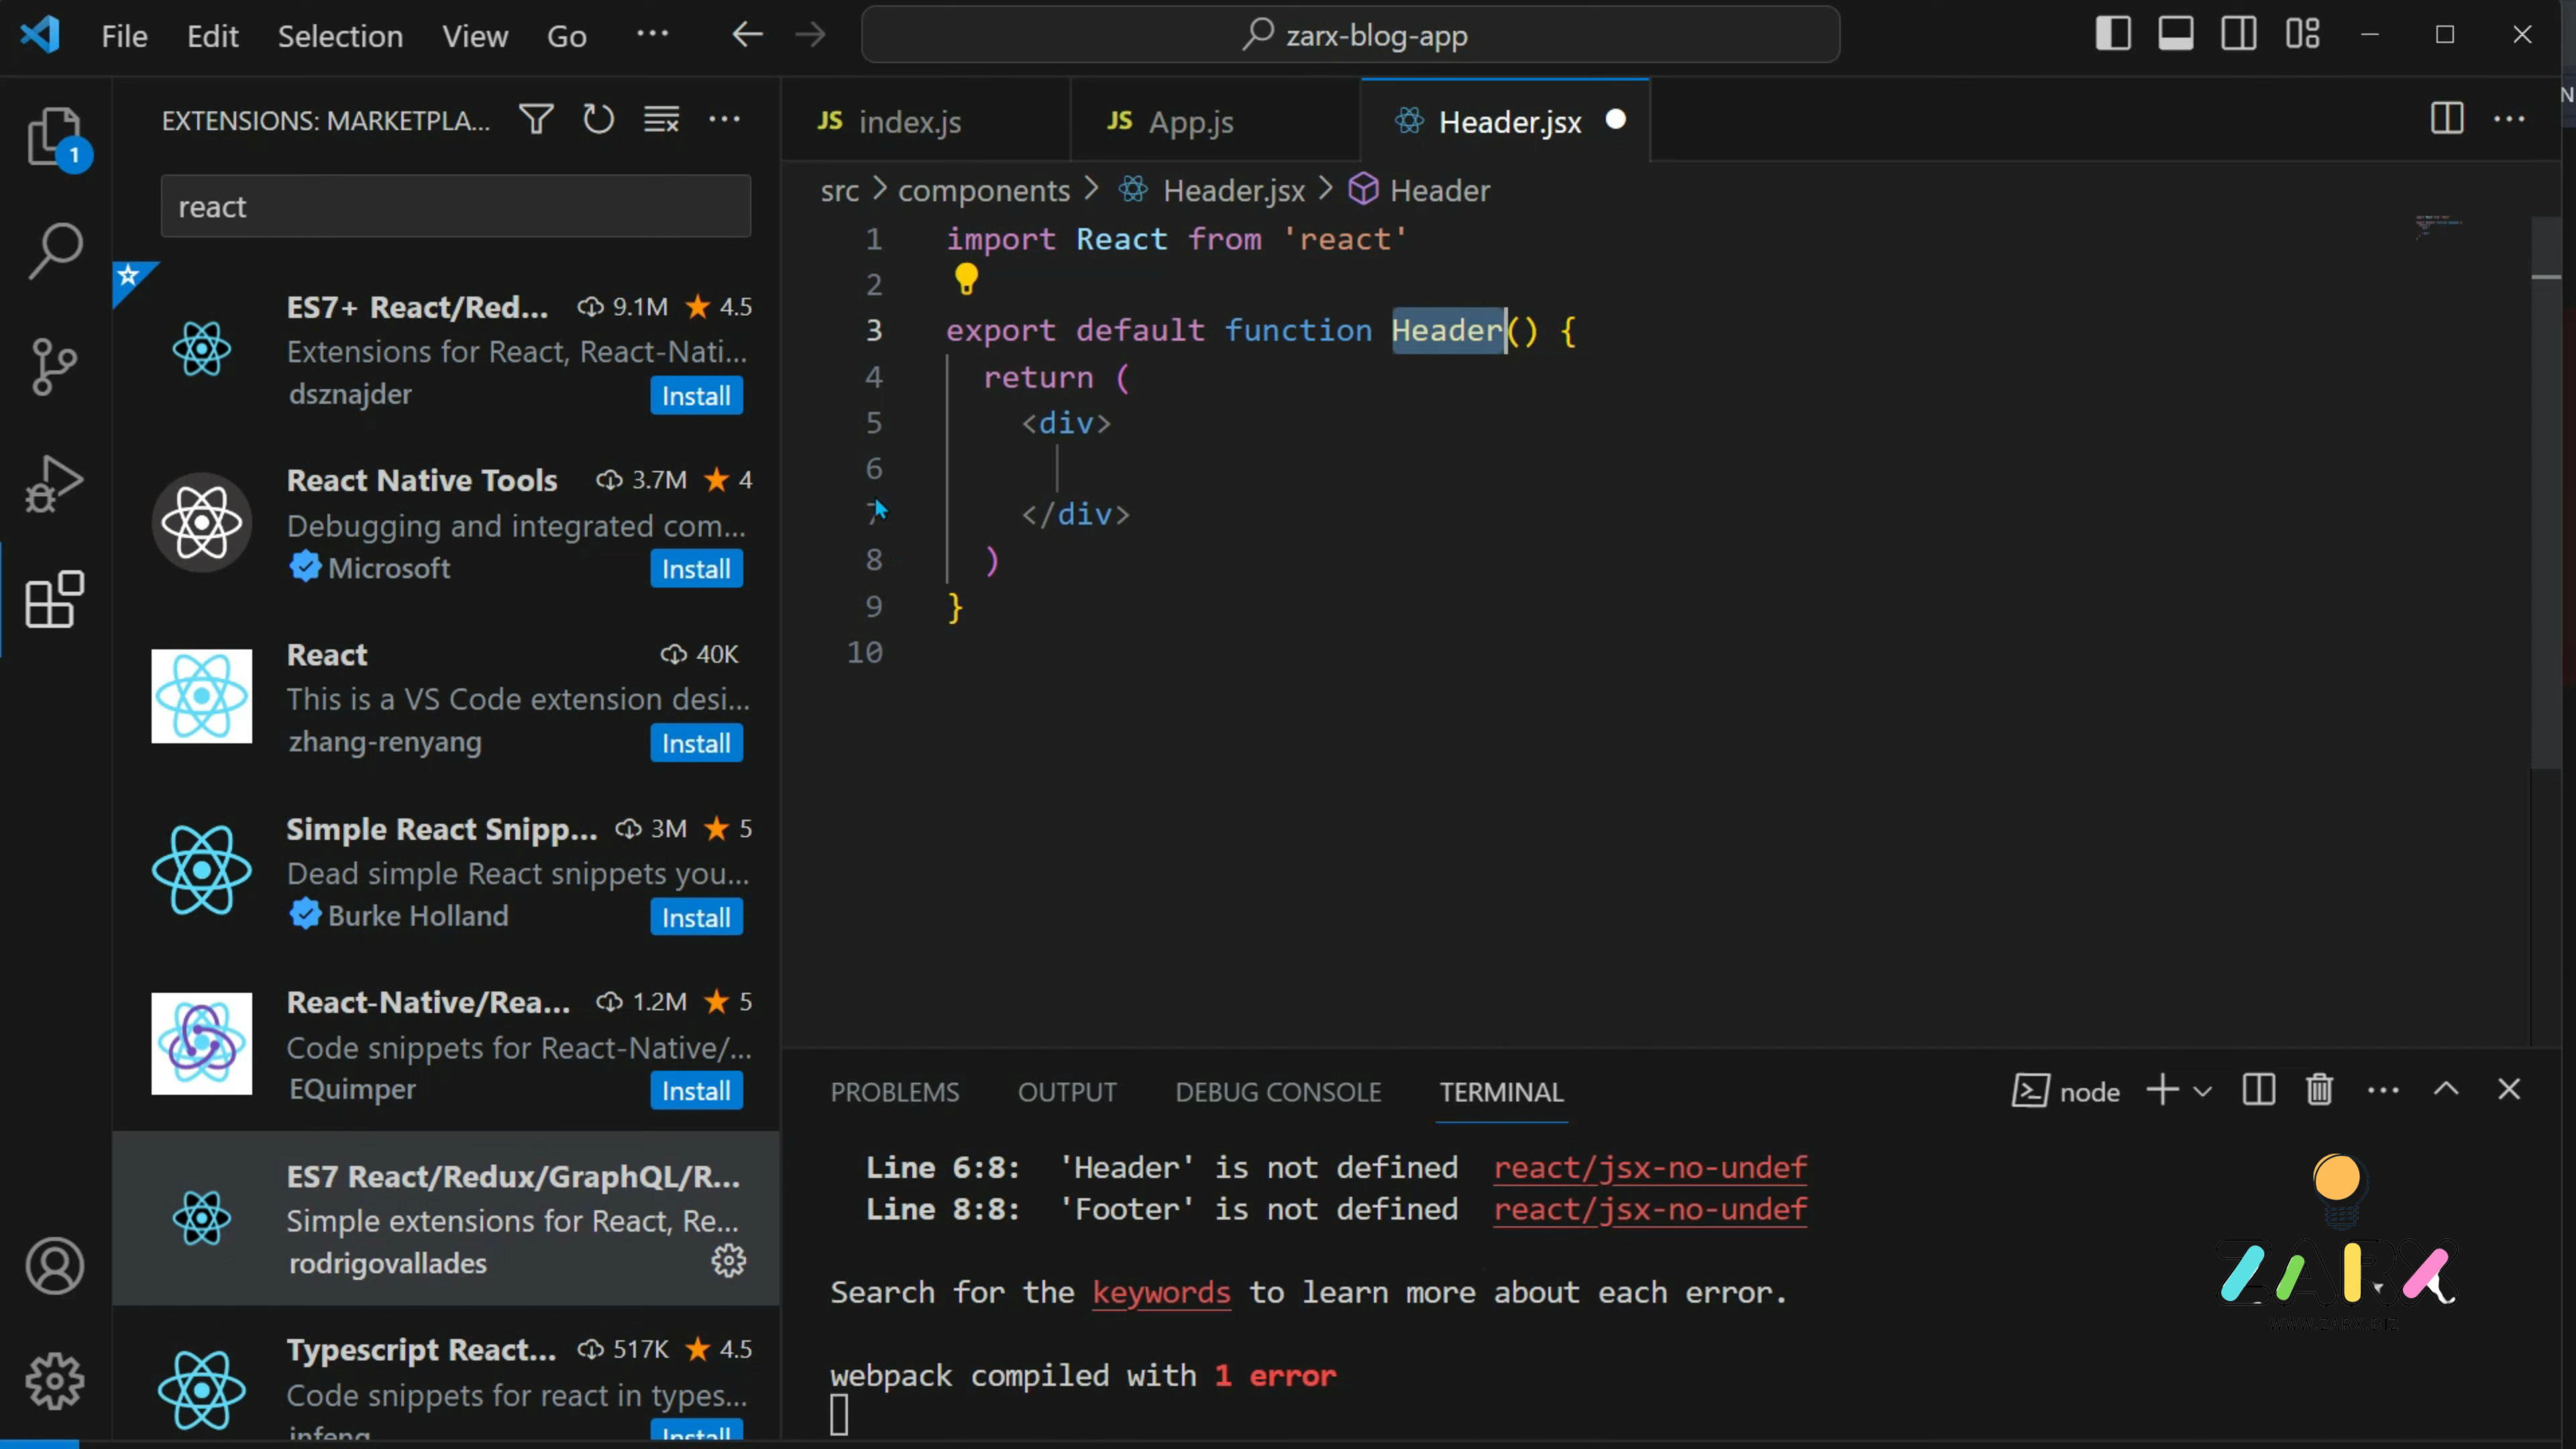 File Edit Selection View Go ... zarx-blog-app
EXTENSIONS: MARKETPLA...
react
ES7+ React/Red... 9.1M 4.5
Extensions for React, React-Nati...
dsznajder Install
React Native Tools 3.7M 4
Debugging and integrated com...
Microsoft Install
React 40K
This is a VS Code extension desi...
zhang-renyang Install
Simple React Snipp... 3M 5
Dead simple React snippets you...
Burke Holland Install
React-Native/Rea... 1.2M 5
Code snippets for React-Native/...
EQuimper Install
ES7 React/Redux/GraphQL/R...
Simple extensions for React, Re...
rodrigovallades
Typescript React... 517K 4.5
Code snippets for react in types...
infeng Install
1
JS index.js JS App.js Header.jsx
src > components > Header.jsx > Header
1 import React from 'react'
2
3 export default function Header() {
4 return (
5 <div>
6
7 </div>
8 )
9 }
10
PROBLEMS OUTPUT DEBUG CONSOLE TERMINAL node
Line 6:8: 'Header' is not defined react/jsx-no-undef
Line 8:8: 'Footer' is not defined react/jsx-no-undef
Search for the keywords to learn more about each error.
webpack compiled with 1 error
ZARX
WWW.ZARX.BIZ